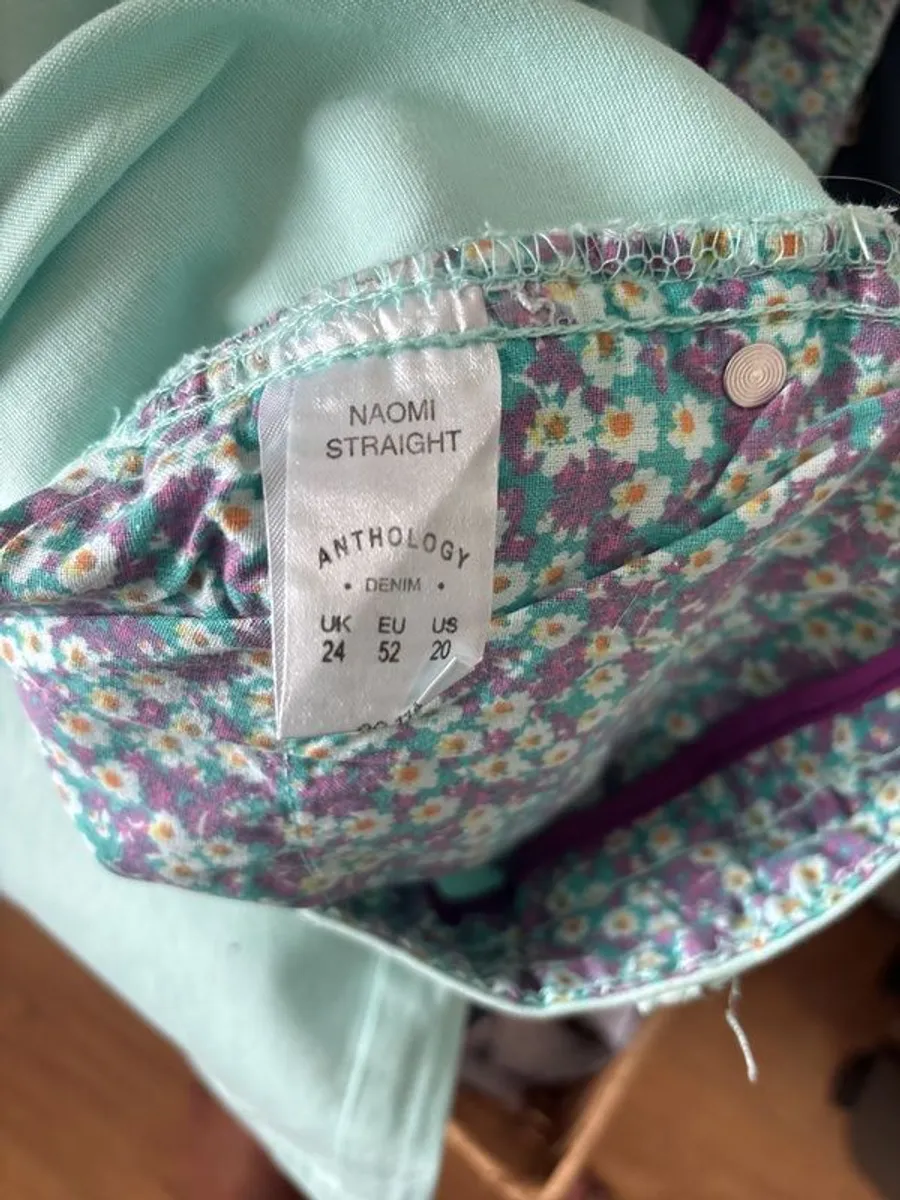 NAOMI
STRAIGHT
ANTHOLOGY
• DENIM •
UK EU US
24 52 20